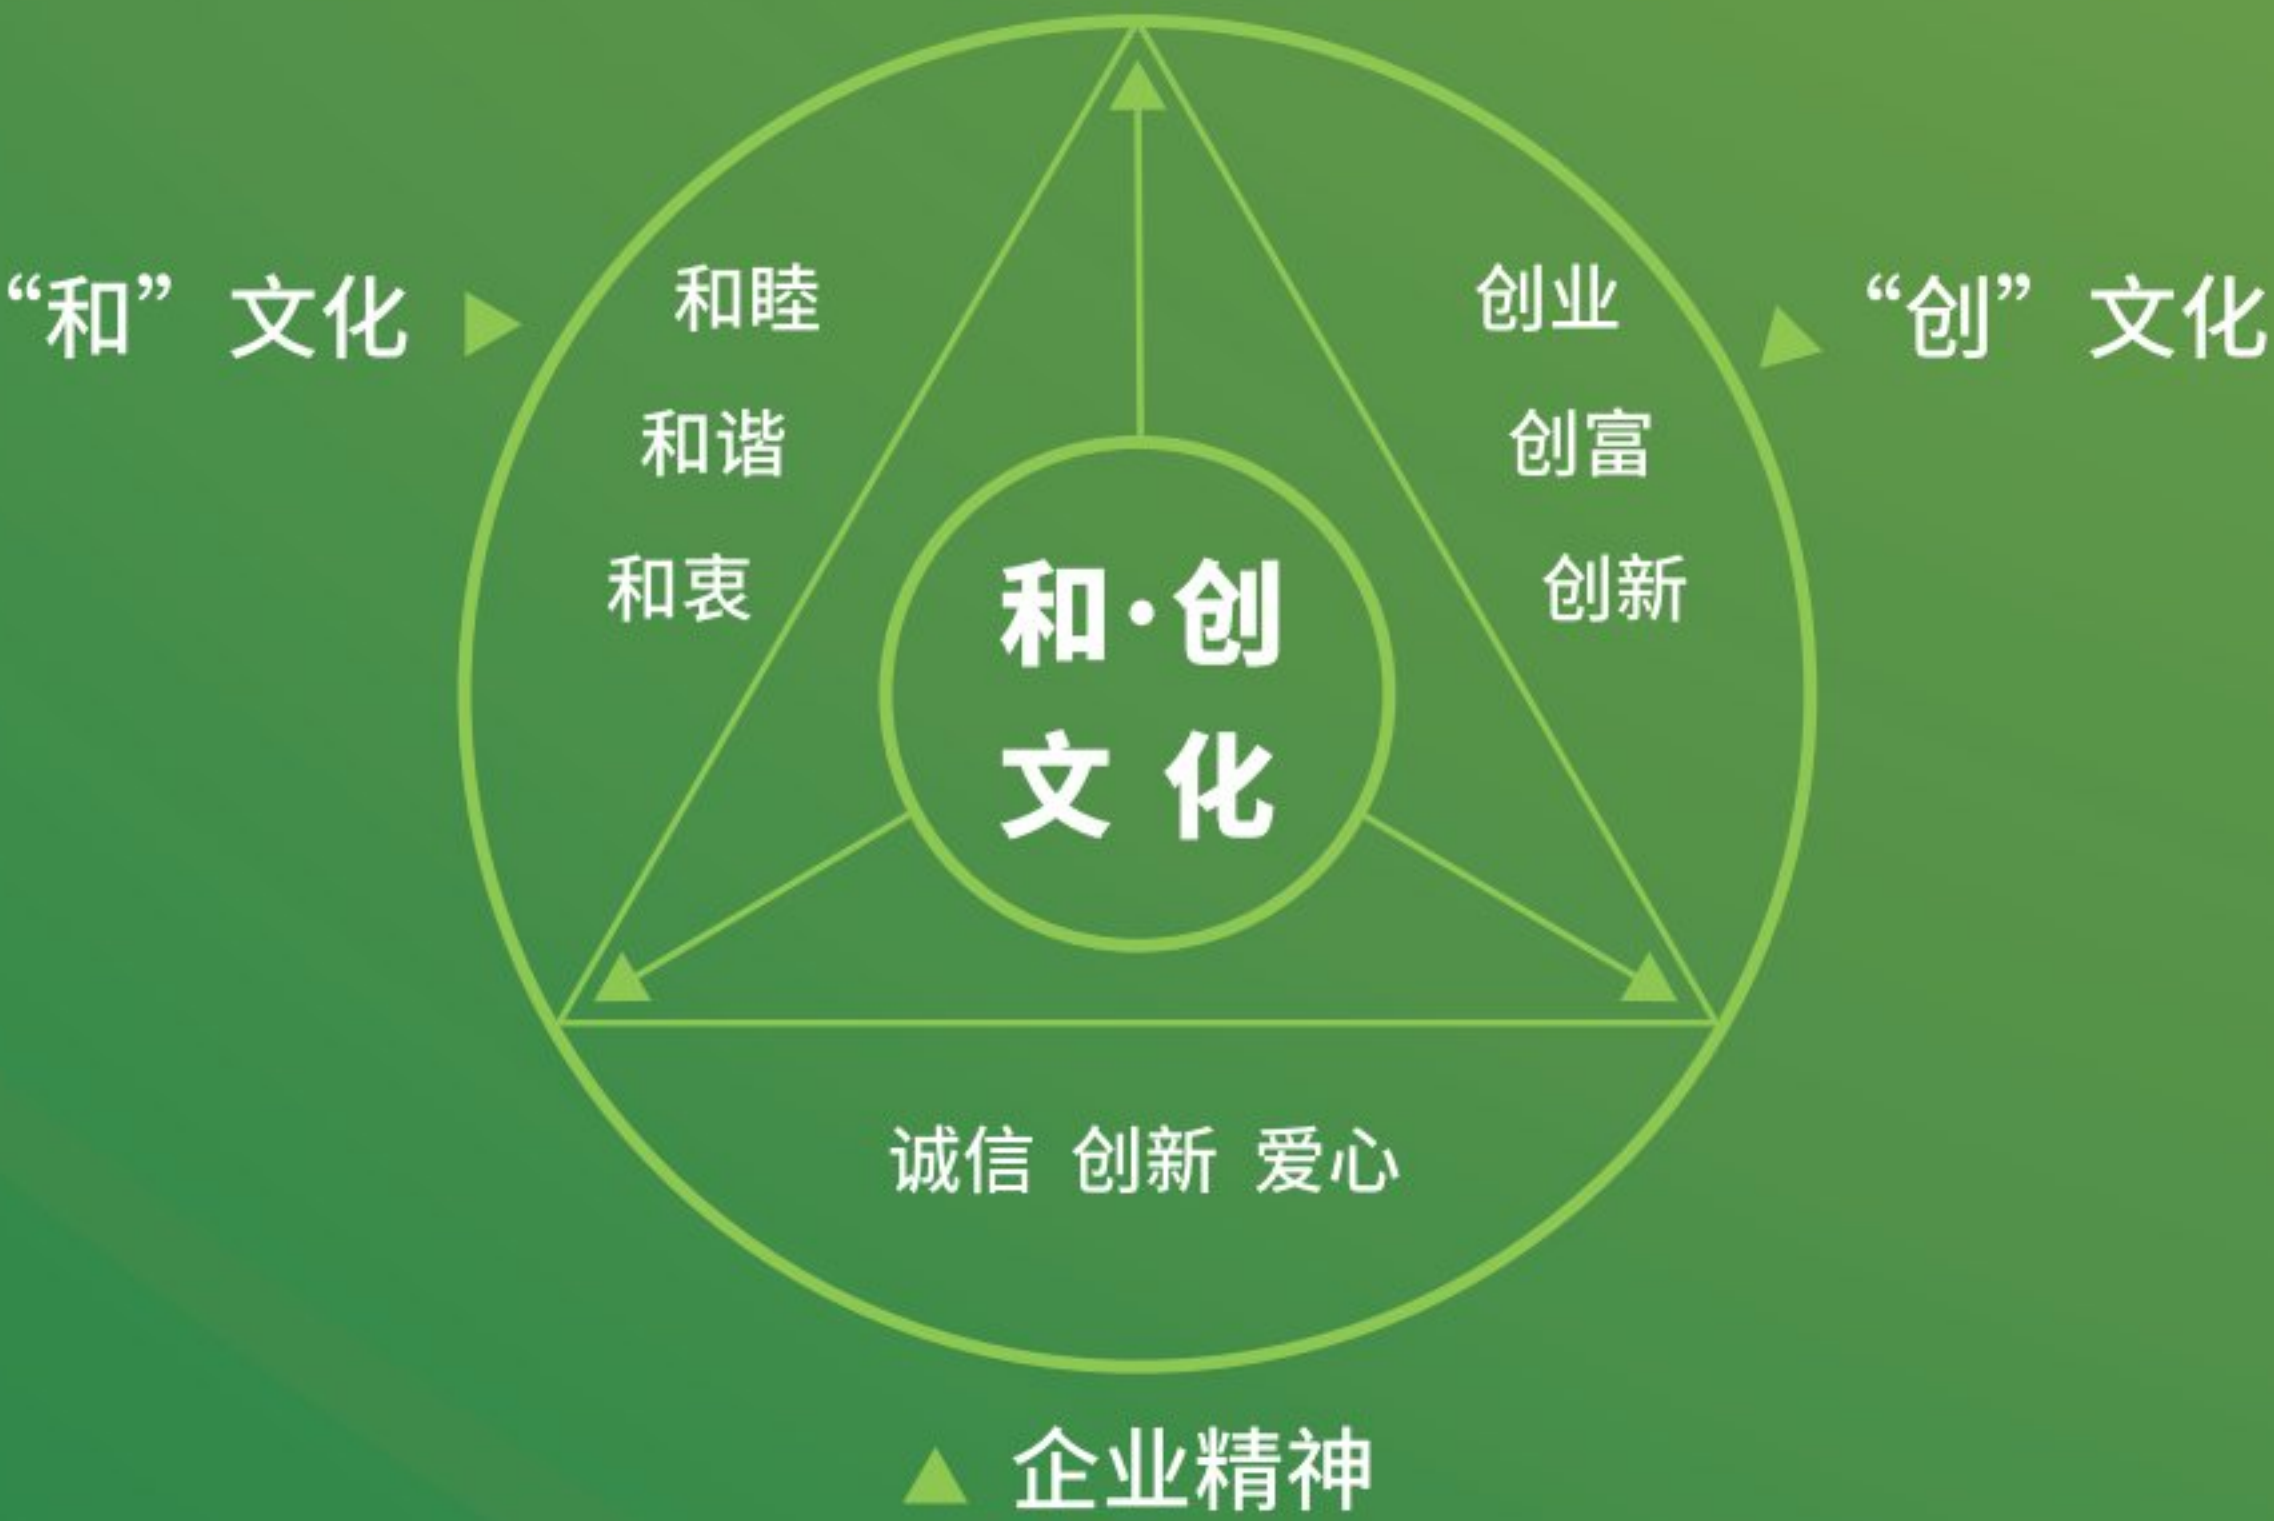 “和”文化
和睦
和谐
和衷
创业
创富
创新
“创”文化
和·创
文化
诚信 创新 爱心
企业精神